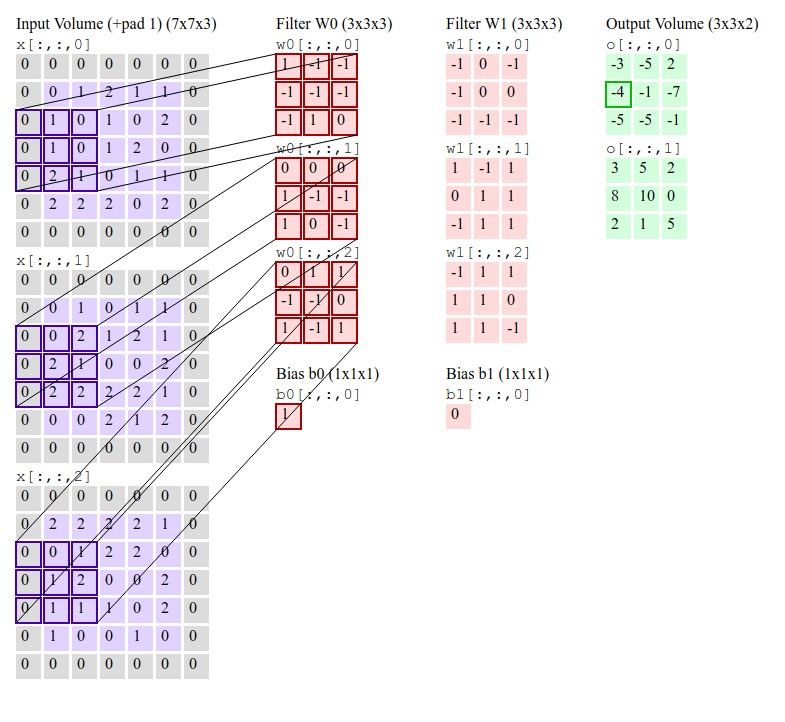 Input Volume (+pad 1) (7x7x3)
x[:,:,0]
0 0 0 0 0 0 0
0 0 1 2 1 1 0
0 1 0 1 0 2 0
0 1 0 1 2 0 0
0 2 1 0 1 1 0
0 2 2 2 0 2 0
0 0 0 0 0 0 0
x[:,:,1]
0 0 0 0 0 0 0
0 0 1 0 1 1 0
0 0 2 1 2 1 0
0 2 1 0 0 2 0
0 2 2 2 2 1 0
0 0 0 2 1 2 0
0 0 0 0 0 0 0
x[:,:,2]
0 0 0 0 0 0 0
0 2 2 2 2 1 0
0 0 1 2 2 0 0
0 1 2 0 0 2 0
0 1 1 1 0 2 0
0 1 0 0 1 0 0
0 0 0 0 0 0 0
Filter W0 (3x3x3)
w0[:,:,0]
1 -1 -1
-1 -1 -1
-1 1 0
w0[:,:,1]
0 0 0
1 -1 -1
1 0 -1
w0[:,:,2]
0 1 1
-1 -1 0
1 -1 1
Bias b0 (1x1x1)
b0[:,:,0]
1
Filter W1 (3x3x3)
w1[:,:,0]
-1 0 -1
-1 0 0
-1 -1 -1
w1[:,:,1]
1 -1 1
0 1 1
-1 1 1
w1[:,:,2]
-1 1 1
1 1 0
1 1 -1
Bias b1 (1x1x1)
b1[:,:,0]
0
Output Volume (3x3x2)
o[:,:,0]
-3 -5 2
-4 -1 -7
-5 -5 -1
o[:,:,1]
3 5 2
8 10 0
2 1 5